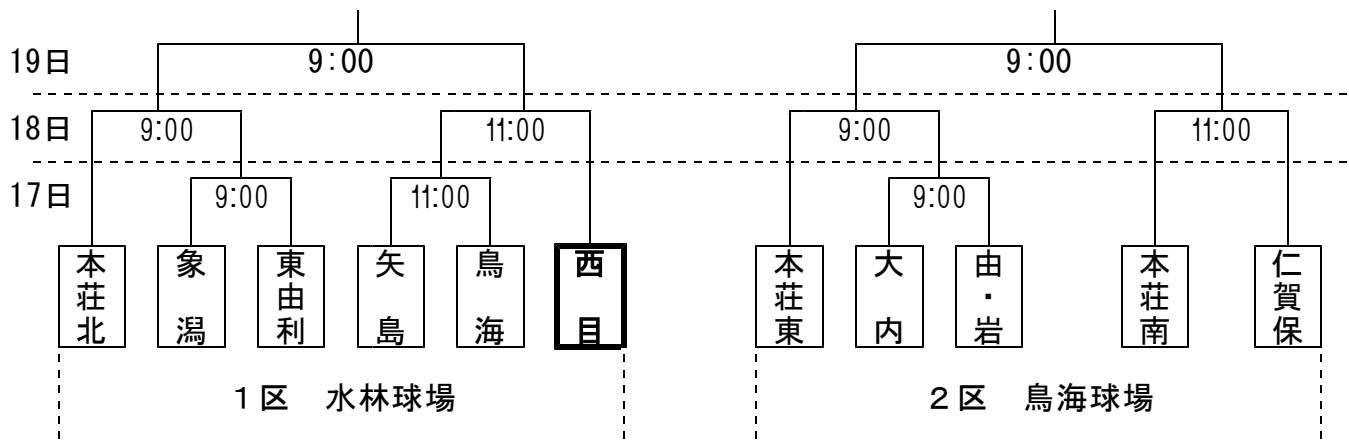 19日 9:00 9:00
18日 9:00 11:00 9:00 11:00
17日 9:00 11:00 9:00
本荘北 象潟 東由利 矢島 鳥海 西目 本荘東 大内 由・岩 本荘南 仁賀保
1区 水林球場 2区 鳥海球場